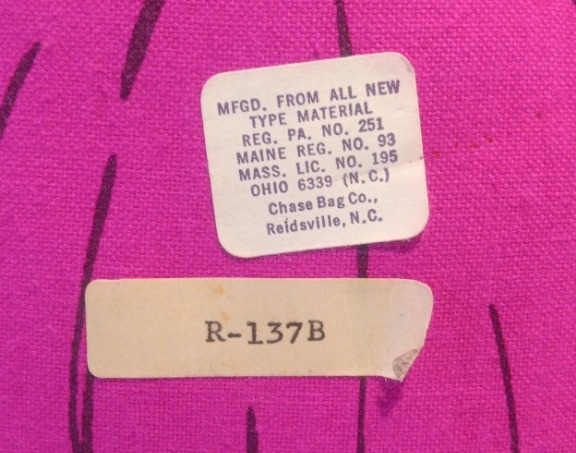 MFGD. FROM ALL NEW
TYPE MATERIAL
REG. PA. NO. 251
MAINE REG. NO. 93
MASS. LIC. NO. 195
OHIO 6339 (N.C.)
Chase Bag Co.,
Reidsville, N.C.
R-137B